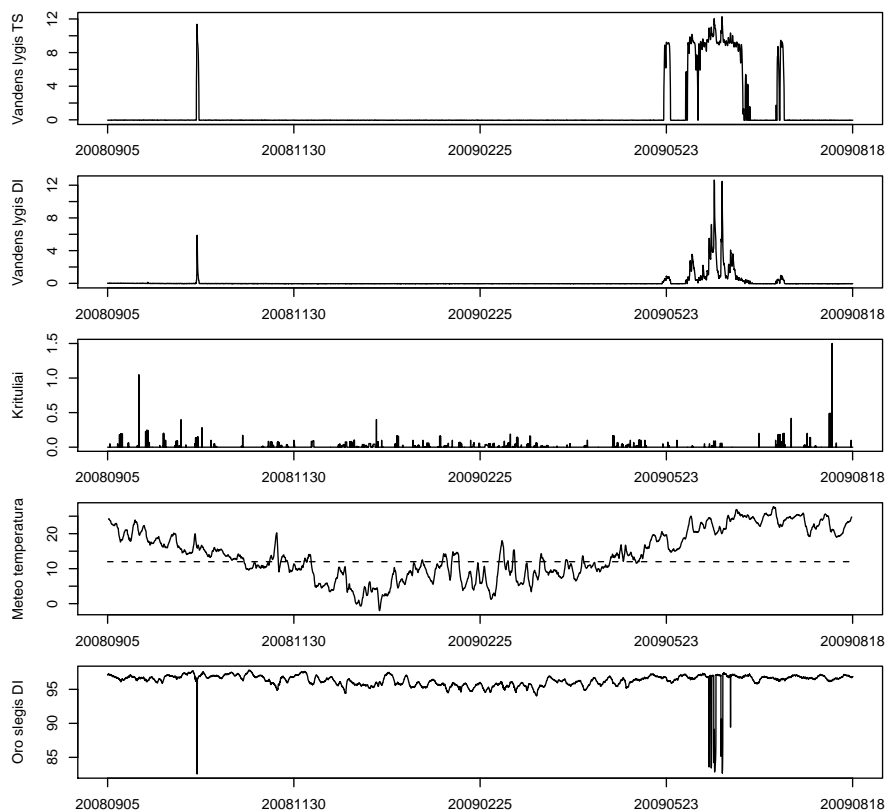 Vandens lygis TS
0 4 8 12
20080905 20081130 20090225 20090523 20090818
Vandens lygis DI
0 4 8 12
20080905 20081130 20090225 20090523 20090818
Krituliai
0.0 0.5 1.0 1.5
20080905 20081130 20090225 20090523 20090818
Meteo temperatura
0 10 20
20080905 20081130 20090225 20090523 20090818
Oro slegis DI
85 90 95
20080905 20081130 20090225 20090523 20090818